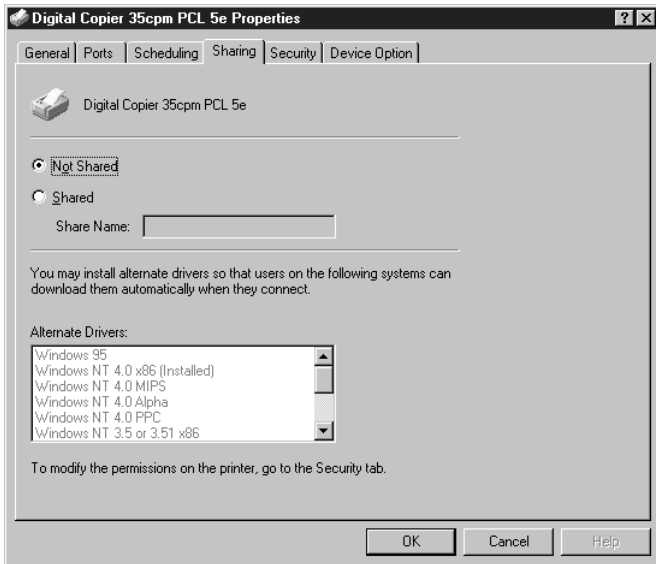 Digital Copier 35cpm PCL 5e Properties
General Ports Scheduling Sharing Security Device Option
Digital Copier 35cpm PCL 5e
Not Shared
Shared
Share Name:
You may install alternate drivers so that users on the following systems can
download them automatically when they connect.
Alternate Drivers:
Windows 95
Windows NT 4.0 x86 (Installed)
Windows NT 4.0 MIPS
Windows NT 4.0 Alpha
Windows NT 4.0 PPC
Windows NT 3.5 or 3.51 x86
To modify the permissions on the printer, go to the Security tab.
OK Cancel Help